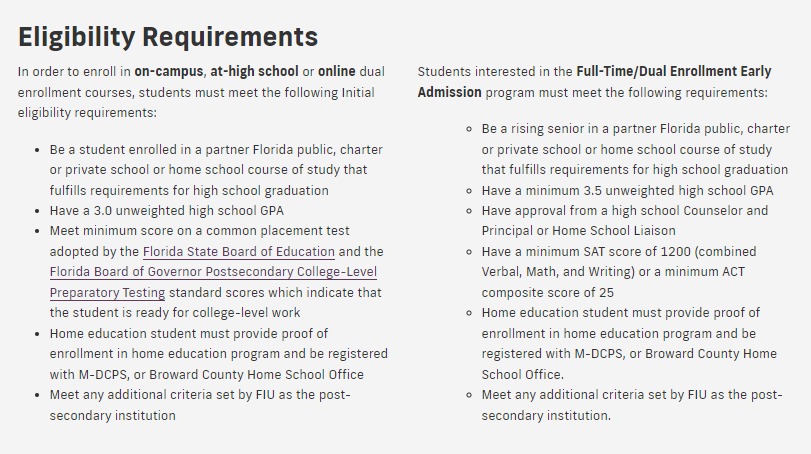 Eligibility Requirements
In order to enroll in on-campus, at-high school or online dual
enrollment courses, students must meet the following Initial
eligibility requirements:
Be a student enrolled in a partner Florida public, charter
or private school or home school course of study that
fulfills requirements for high school graduation
Have a 3.0 unweighted high school GPA
Meet minimum score on a common placement test
adopted by the Florida State Board of Education and the
Florida Board of Governor Postsecondary College-Level
Preparatory Testing standard scores which indicate that
the student is ready for college-level work
Home education student must provide proof of
enrollment in home education program and be registered
with M-DCPS, or Broward County Home School Office
Meet any additional criteria set by FIU as the post-
secondary institution
Students interested in the Full-Time/Dual Enrollment Early
Admission program must meet the following requirements:
Be a rising senior in a partner Florida public, charter
or private school or home school course of study
that fulfills requirements for high school graduation
Have a minimum 3.5 unweighted high school GPA
Have approval from a high school Counselor and
Principal or Home School Liaison
Have a minimum SAT score of 1200 (combined
Verbal, Math, and Writing) or a minimum ACT
composite score of 25
Home education student must provide proof of
enrollment in home education program and be
registered with M-DCPS, or Broward County Home
School Office.
Meet any additional criteria set by FIU as the post-
secondary institution.